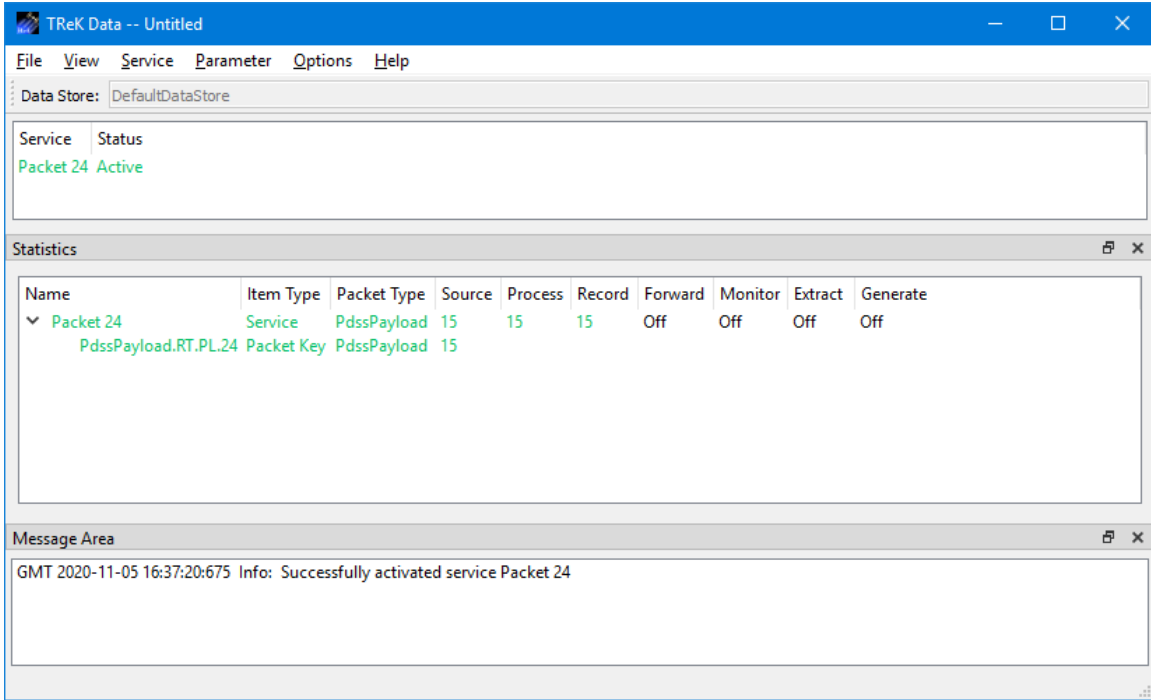 TReK Data -- Untitled
File View Service Parameter Options Help
Data Store: DefaultDataStore
Service Status
Packet 24 Active
Statistics
Name Item Type Packet Type Source Process Record Forward Monitor Extract Generate
Packet 24 Service PdssPayload 15 15 15 Off Off Off Off
PdssPayload.RT.PL.24 Packet Key PdssPayload 15
Message Area
GMT 2020-11-05 16:37:20:675 Info: Successfully activated service Packet 24